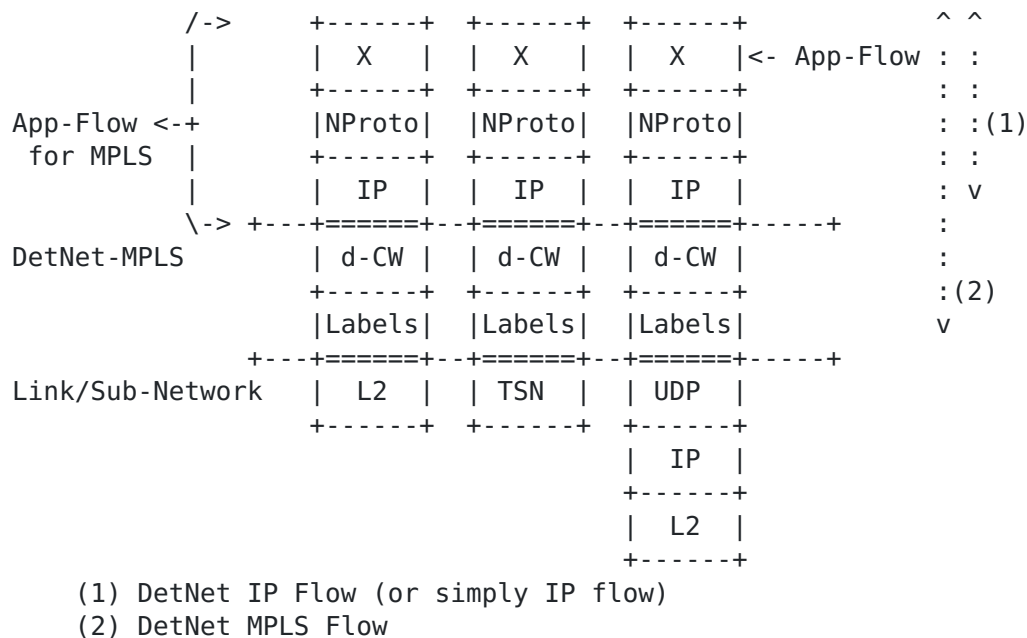 /->     +------+  +------+  +------+            ^ ^
           |       |  X   |  |  X   |  |  X   |<- App-Flow : :
           |       +------+  +------+  +------+            : :
App-Flow <-+       |NProto|  |NProto|  |NProto|            : :(1)
 for MPLS  |       +------+  +------+  +------+            : :
           |       |  IP  |  |  IP  |  |  IP  |            : v
           \-> +---+======+--+======+--+======+-----+      :
DetNet-MPLS        | d-CW |  | d-CW |  | d-CW |            :
                   +------+  +------+  +------+            :(2)
                   |Labels|  |Labels|  |Labels|            v
               +---+======+--+======+--+======+-----+
Link/Sub-Network   |  L2  |  | TSN  |  | UDP  |
                   +------+  +------+  +------+
                                       |  IP  |
                                       +------+
                                       |  L2  |
                                       +------+
    (1) DetNet IP Flow (or simply IP flow)
    (2) DetNet MPLS Flow